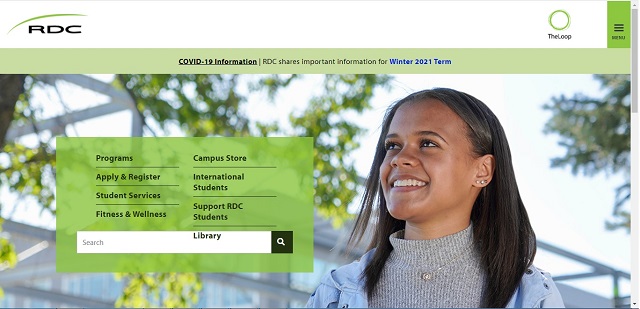 RDC
TheLoop
MENU
COVID-19 Information | RDC shares important information for Winter 2021 Term
Programs
Apply & Register
Student Services
Fitness & Wellness
Campus Store
International
Students
Support RDC
Students
Library
Search